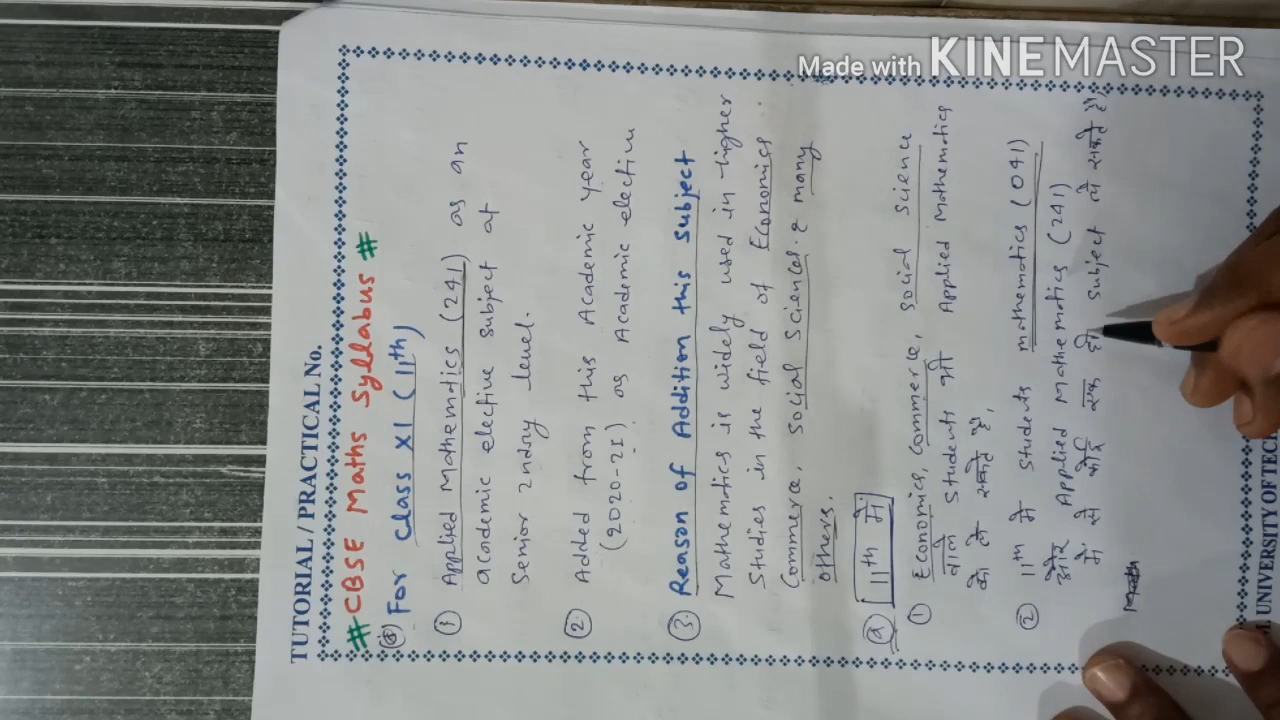 Made with KINEMASTER
TUTORIAL / PRACTICAL No.
# CBSE Maths Syllabus #
For Class XI (11th)
① Applied Mathematics (241) as an
academic elective subject at
Senior 2ndry level.
② Added from this Academic year
(2020-21) as Academic elective
③ Reason of Addition this subject
Mathematics is widely used in higher
studies in the field of Economics
Commerce, Social Sciences & many
others.
11th में
① Economics, Commerce, Social Science
वाले students भी Applied Mathematics
को ले सकते है,
② 11th मे students mathematics (041)
और Applied Mathematics (241)
मे से कोई एक ही subject ले सकते है,
UNIVERSITY OF TECH